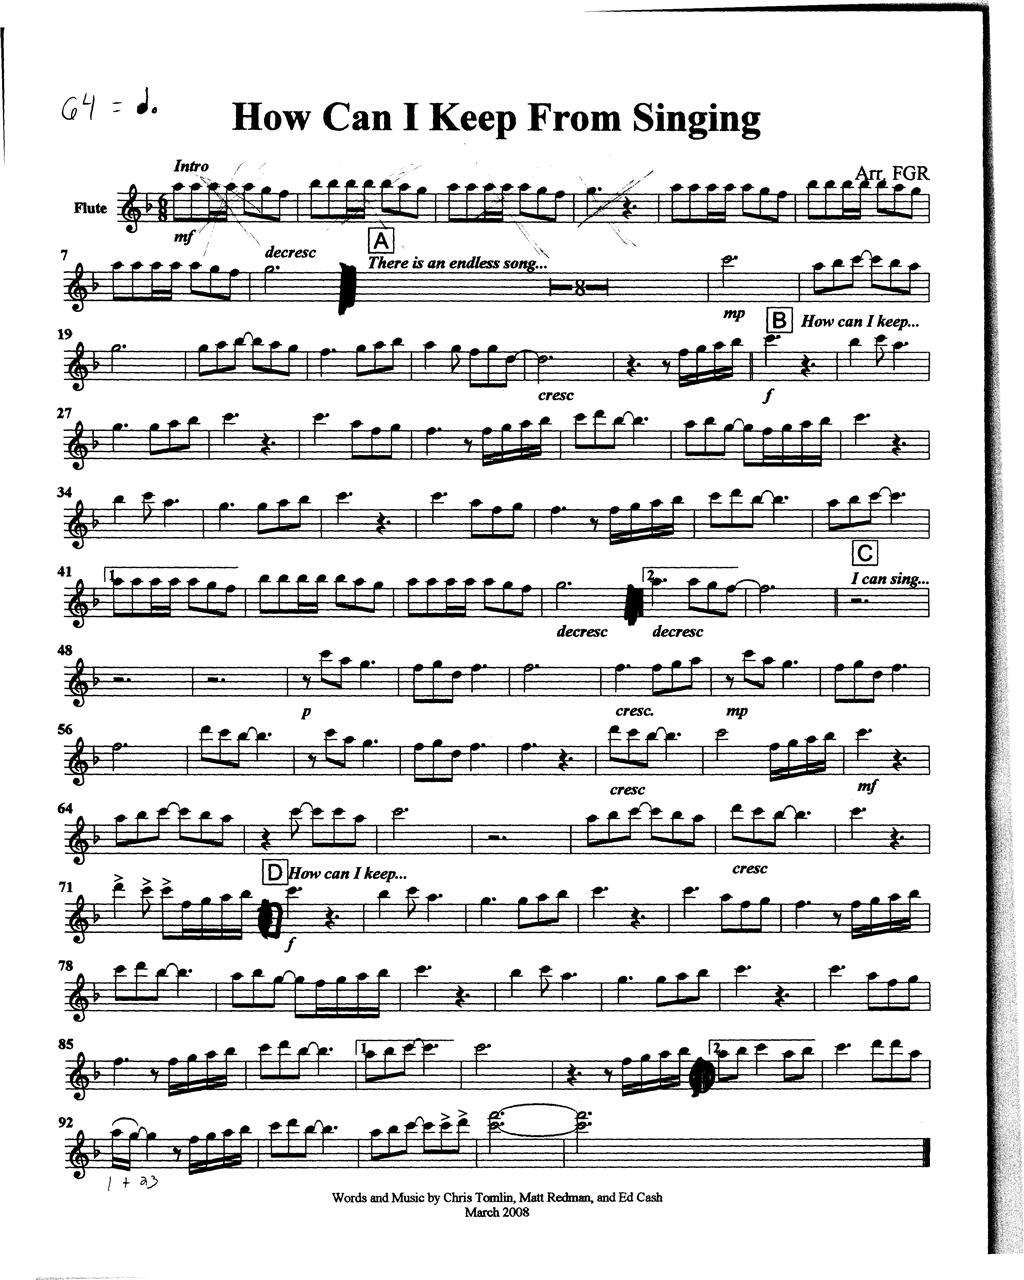 64 = d.
How Can I Keep From Singing
Intro
Arr. FGR
Flute
mf
decresc
A
7
There is an endless song...
8
mp
B
How can I keep...
19
cresc
f
27
34
C
41
1
2
I can sing...
decresc
decresc
48
p
cresc.
mp
56
cresc
mf
64
D
How can I keep...
cresc
71
f
78
85
1
2
92
1 + a3
Words and Music by Chris Tomlin, Matt Redman, and Ed Cash
March 2008